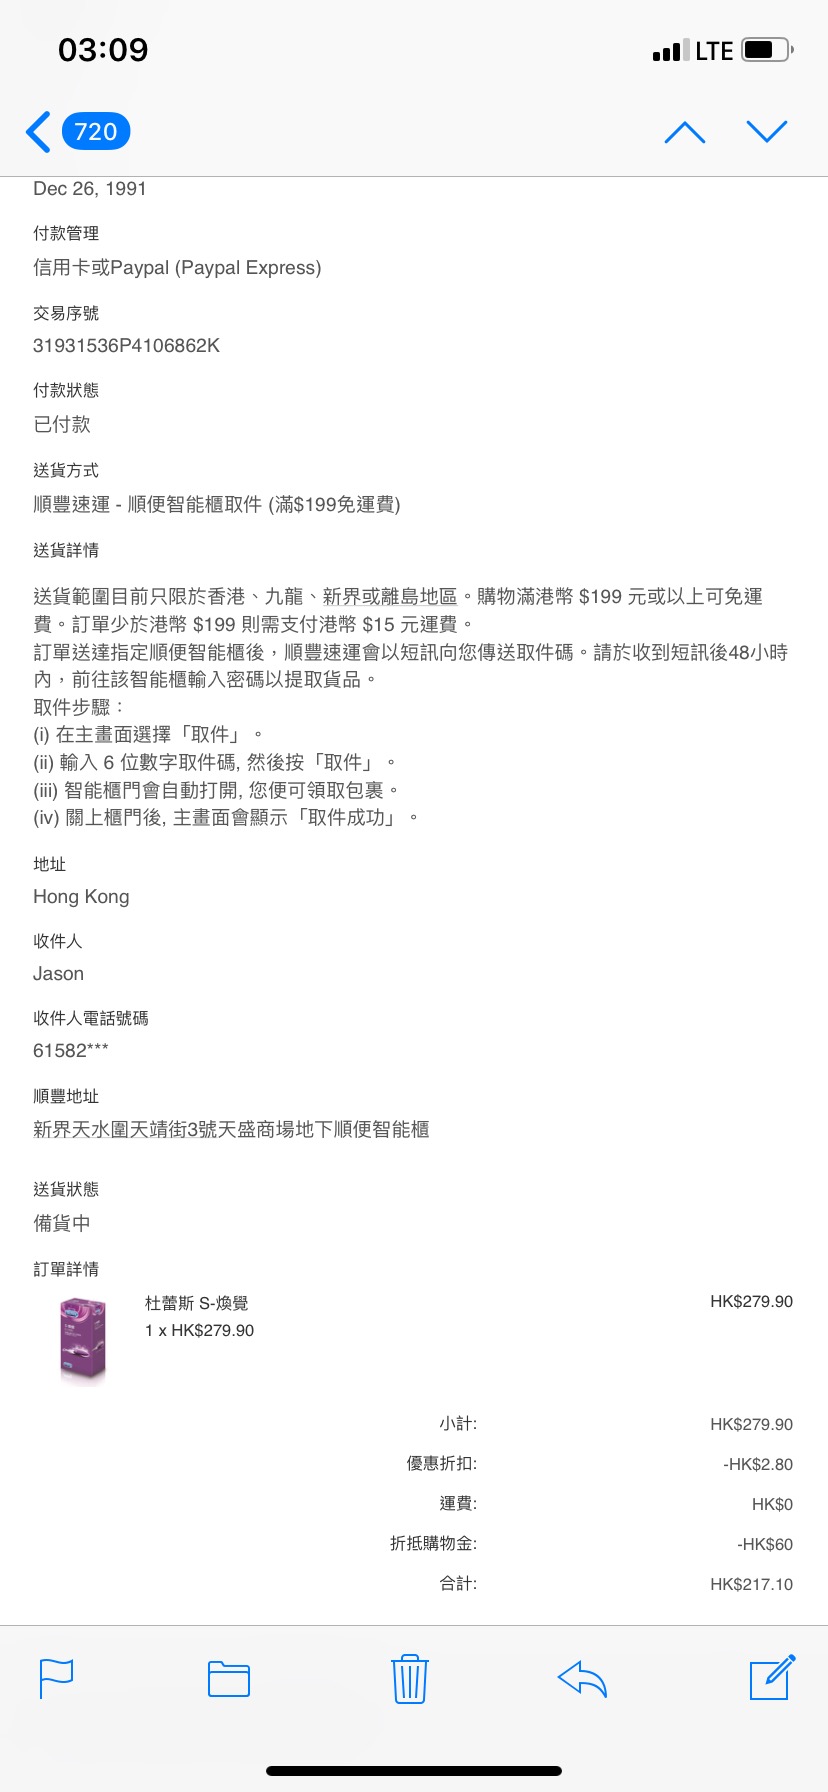 03:09
LTE
720
Dec 26, 1991
付款管理
信用卡或Paypal (Paypal Express)
交易序號
31931536P4106862K
付款狀態
已付款
送貨方式
順豐速運 - 順便智能櫃取件 (滿$199免運費)
送貨詳情
送貨範圍目前只限於香港、九龍、新界或離島地區。購物滿港幣 $199 元或以上可免運
費。訂單少於港幣 $199 則需支付港幣 $15 元運費。
訂單送達指定順便智能櫃後，順豐速運會以短訊向您傳送取件碼。請於收到短訊後48小時
內，前往該智能櫃輸入密碼以提取貨品。
取件步驟：
(i) 在主畫面選擇「取件」。
(ii) 輸入 6 位數字取件碼, 然後按「取件」。
(iii) 智能櫃門會自動打開, 您便可領取包裹。
(iv) 關上櫃門後, 主畫面會顯示「取件成功」。
地址
Hong Kong
收件人
Jason
收件人電話號碼
61582***
順豐地址
新界天水圍天靖街3號天盛商場地下順便智能櫃
送貨狀態
備貨中
訂單詳情
杜蕾斯 S-煥覺 HK$279.90
1 x HK$279.90
小計: HK$279.90
優惠折扣: -HK$2.80
運費: HK$0
折抵購物金: -HK$60
合計: HK$217.10